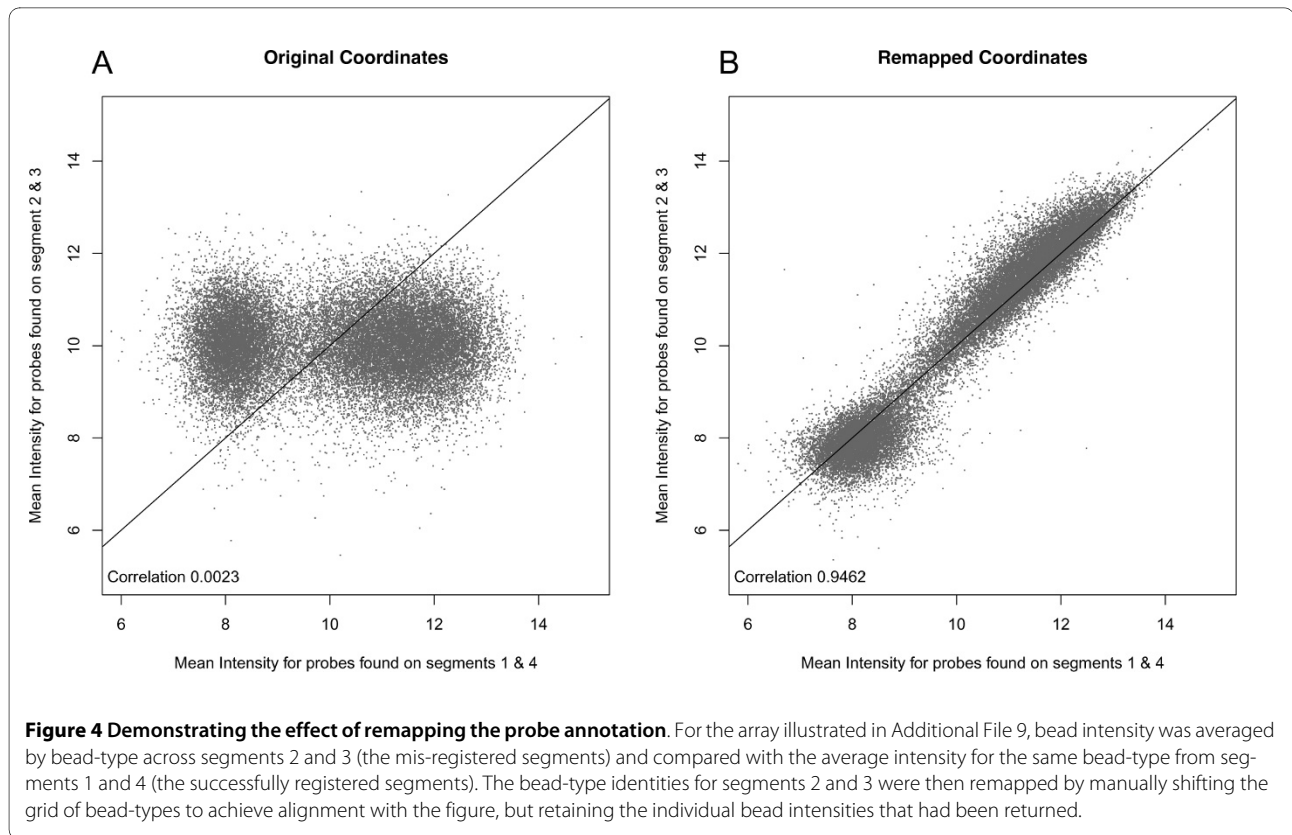 A
Original Coordinates
Mean Intensity for probes found on segment 2 & 3
14
12
10
8
6
Correlation 0.0023
6 8 10 12 14
Mean Intensity for probes found on segments 1 & 4
B
Remapped Coordinates
Mean Intensity for probes found on segment 2 & 3
14
12
10
8
6
Correlation 0.9462
6 8 10 12 14
Mean Intensity for probes found on segments 1 & 4
Figure 4 Demonstrating the effect of remapping the probe annotation. For the array illustrated in Additional File 9, bead intensity was averaged
by bead-type across segments 2 and 3 (the mis-registered segments) and compared with the average intensity for the same bead-type from seg-
ments 1 and 4 (the successfully registered segments). The bead-type identities for segments 2 and 3 were then remapped by manually shifting the
grid of bead-types to achieve alignment with the figure, but retaining the individual bead intensities that had been returned.